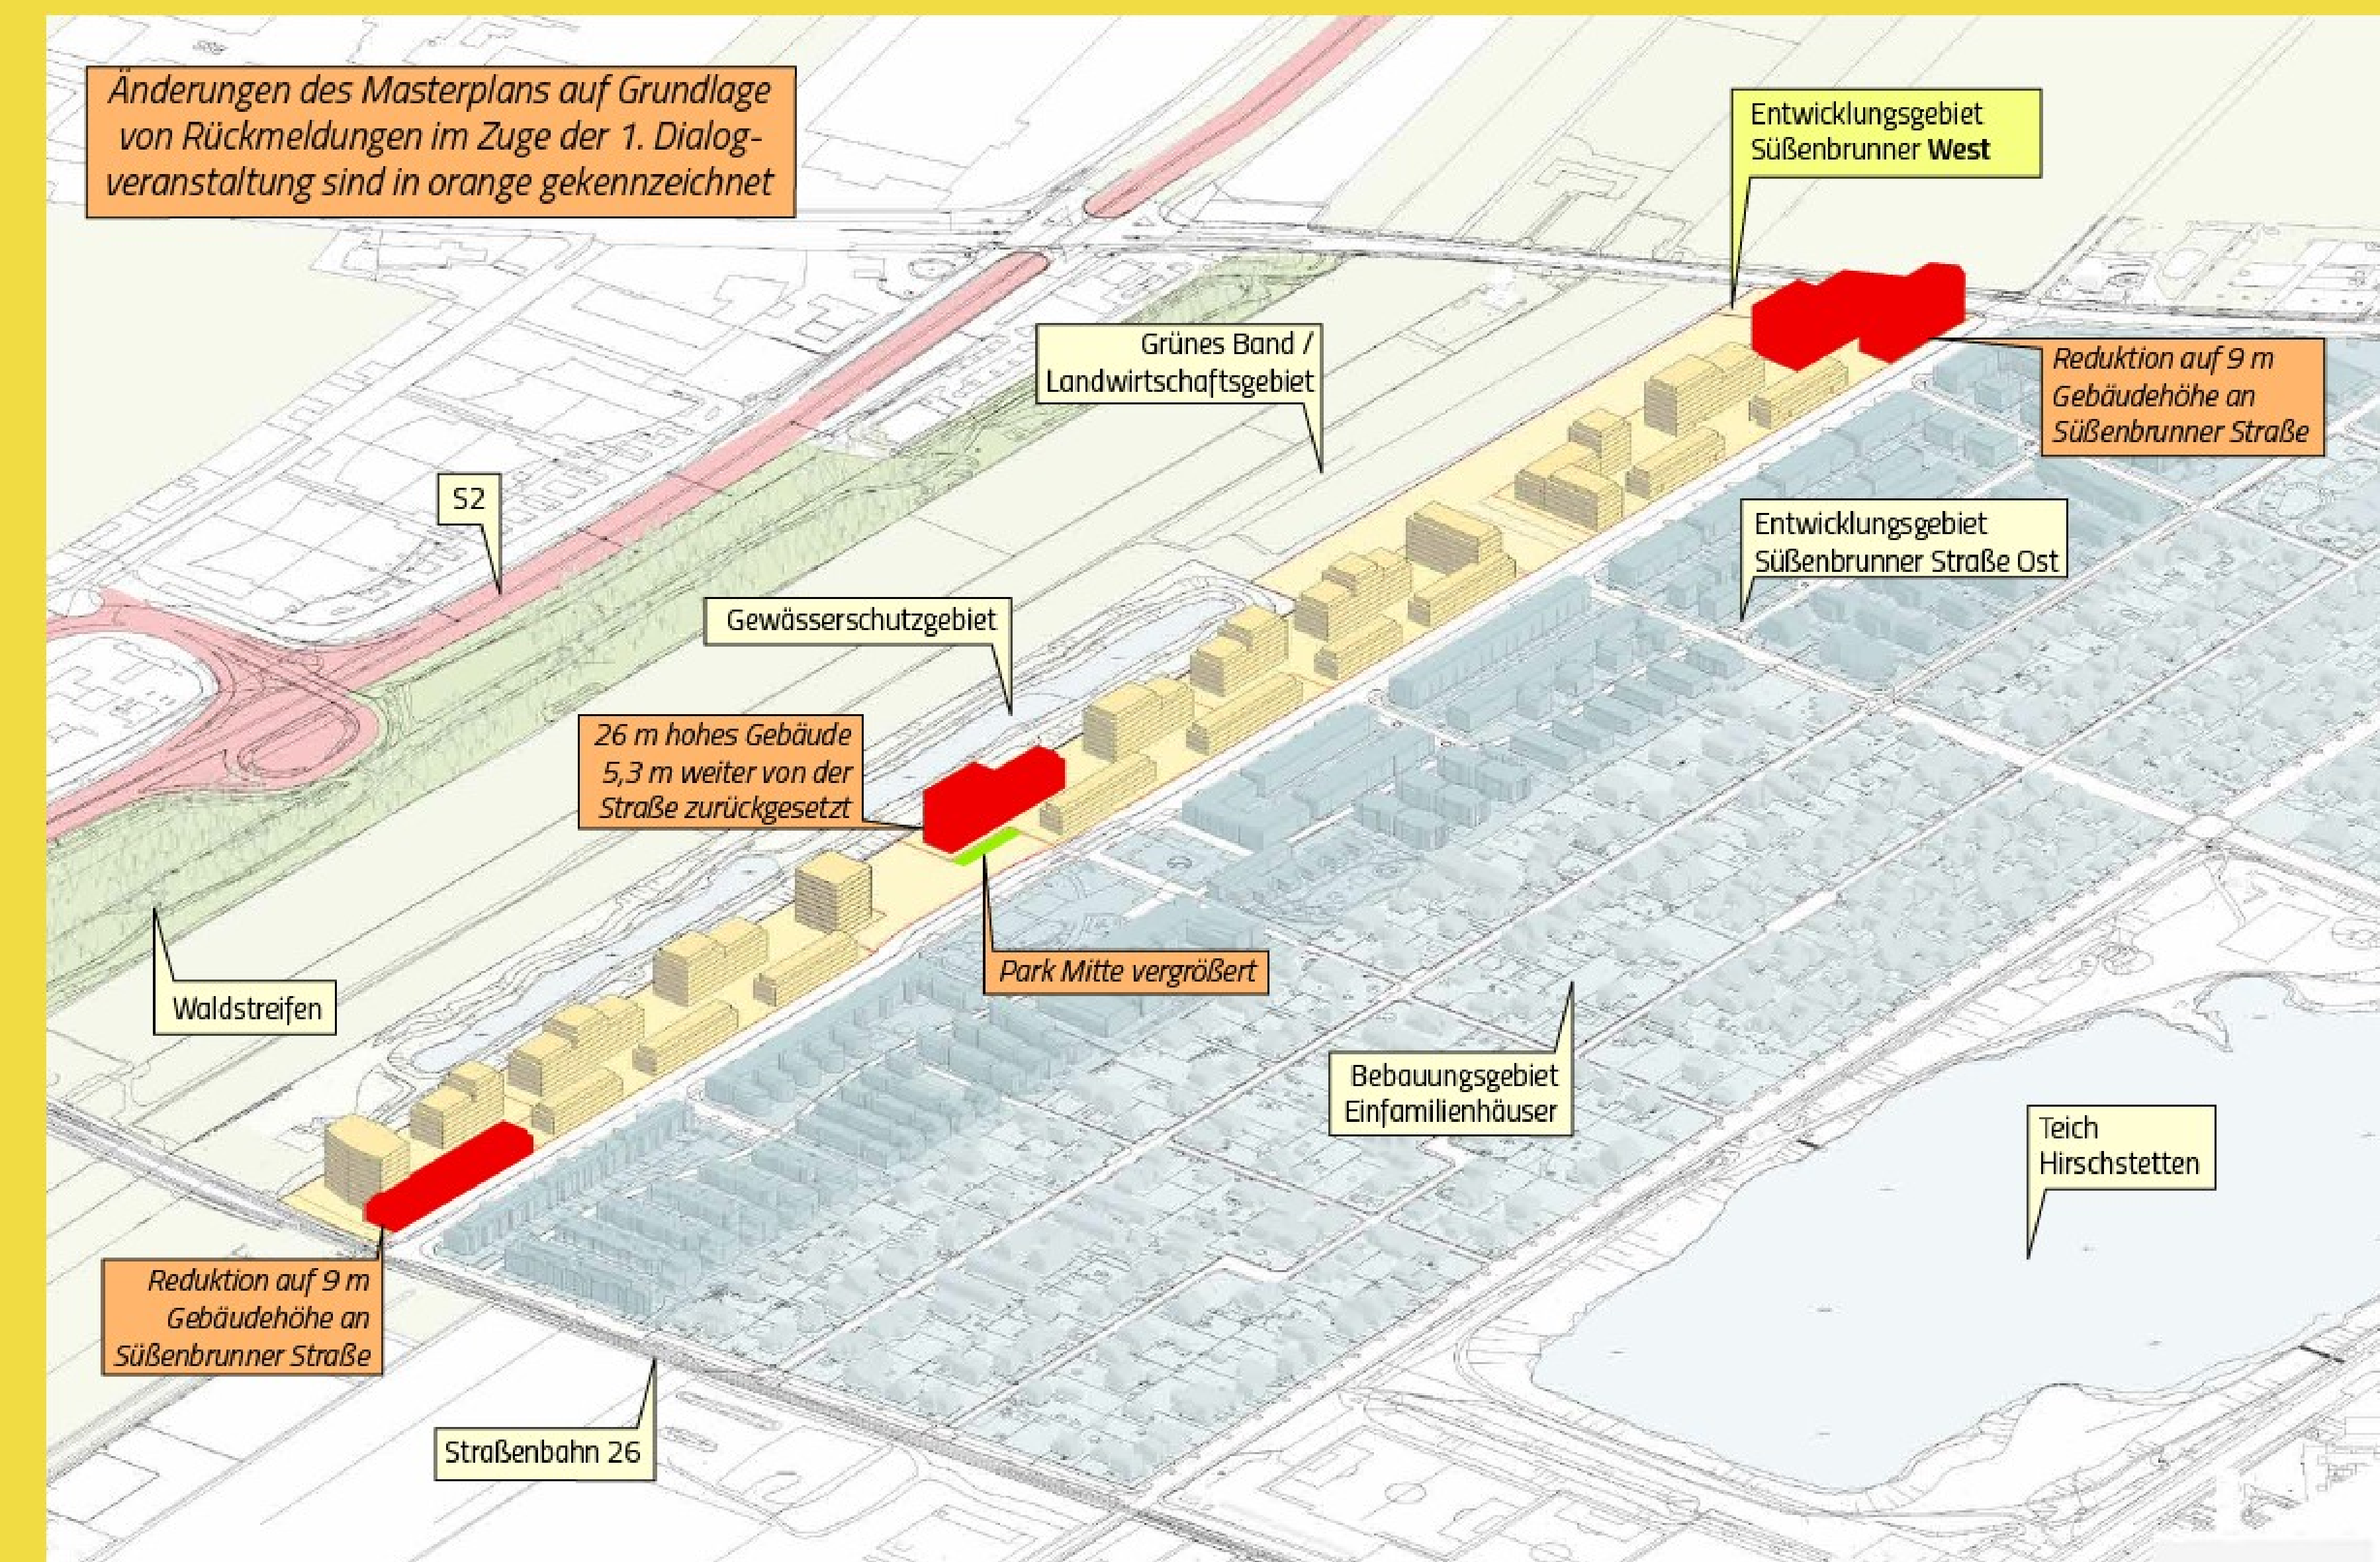 Änderungen des Masterplans auf Grundlage
von Rückmeldungen im Zuge der 1. Dialog-
veranstaltung sind in orange gekennzeichnet
Entwicklungsgebiet
Süßenbrunner West
Grünes Band /
Landwirtschaftsgebiet
Reduktion auf 9 m
Gebäudehöhe an
Süßenbrunner Straße
S2
Entwicklungsgebiet
Süßenbrunner Straße Ost
Gewässerschutzgebiet
26 m hohes Gebäude
5,3 m weiter von der
Straße zurückgesetzt
Park Mitte vergrößert
Waldstreifen
Bebauungsgebiet
Einfamilienhäuser
Teich
Hirschstetten
Reduktion auf 9 m
Gebäudehöhe an
Süßenbrunner Straße
Straßenbahn 26